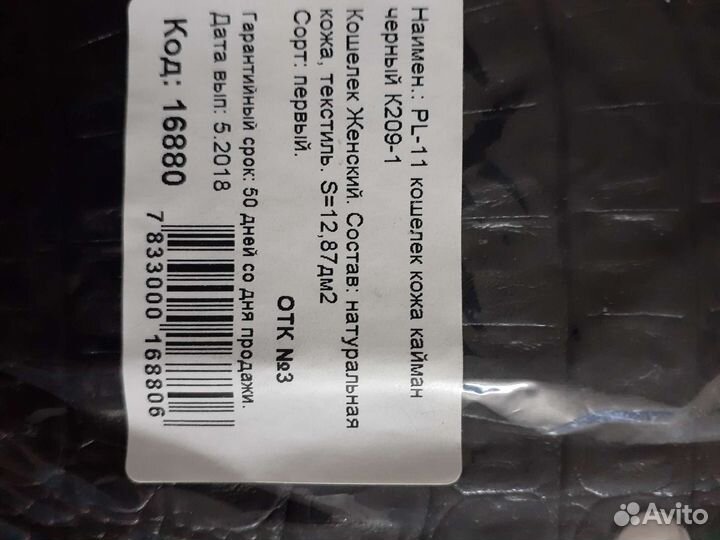 Наимен.: PL-11 кошелек кожа кайман
черный К209-1
Кошелек Женский. Состав: натуральная
кожа, текстиль. S=12,87дм2
Сорт: первый.
ОТК №3
Гарантийный срок: 50 дней со дня продажи.
Дата вып: 5.2018
Код: 16880
7 833000 168806
Avito